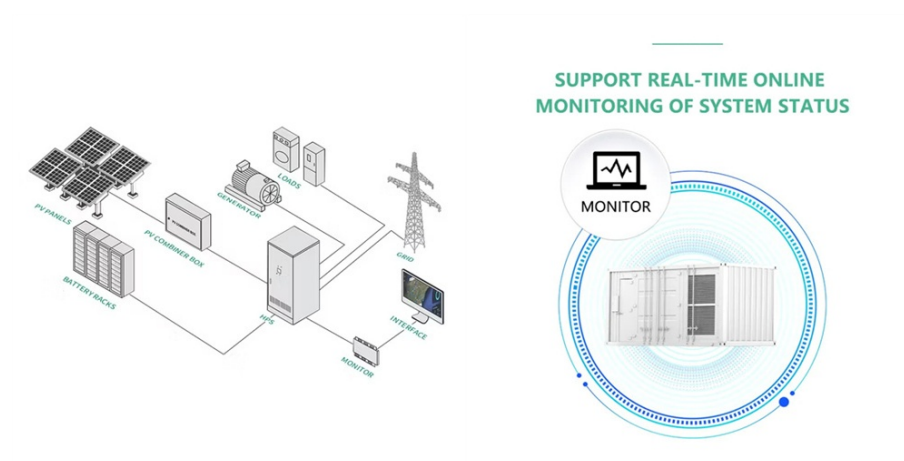 SUPPORT REAL-TIME ONLINE
MONITORING OF SYSTEM STATUS
MONITOR
LOADS
GENERATOR
PV PANELS
PV COMBINER BOX
GRID
BATTERY RACKS
HPS
INTERFACE
MONITOR